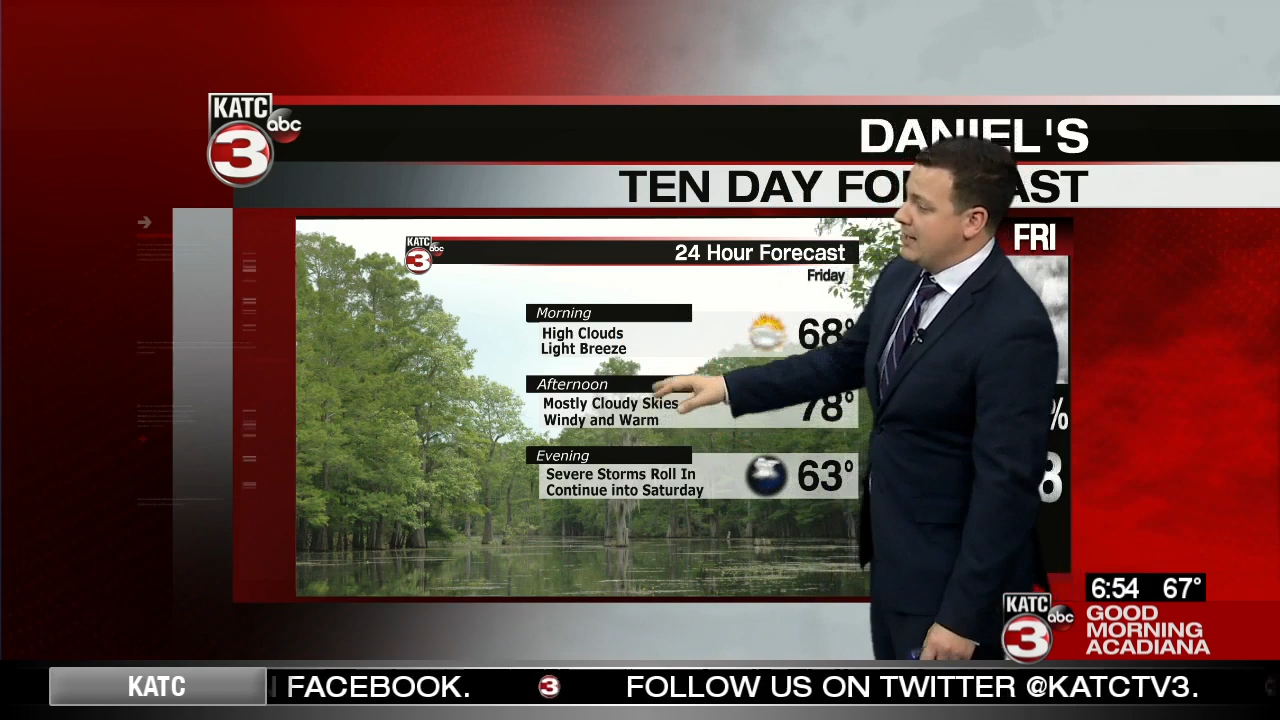 KATC
abc
3
DANIEL'S
TEN DAY FO AST
KATC
abc
3
24 Hour Forecast
Friday
FRI
Morning
High Clouds
Light Breeze
68°
Afternoon
Mostly Cloudy Skies
Windy and Warm
78°
%
Evening
Severe Storms Roll In
Continue into Saturday
63°
8
6:54 67°
KATC
abc
3
GOOD
MORNING
ACADIANA
KATC
FACEBOOK. 3 FOLLOW US ON TWITTER @KATCTV3.